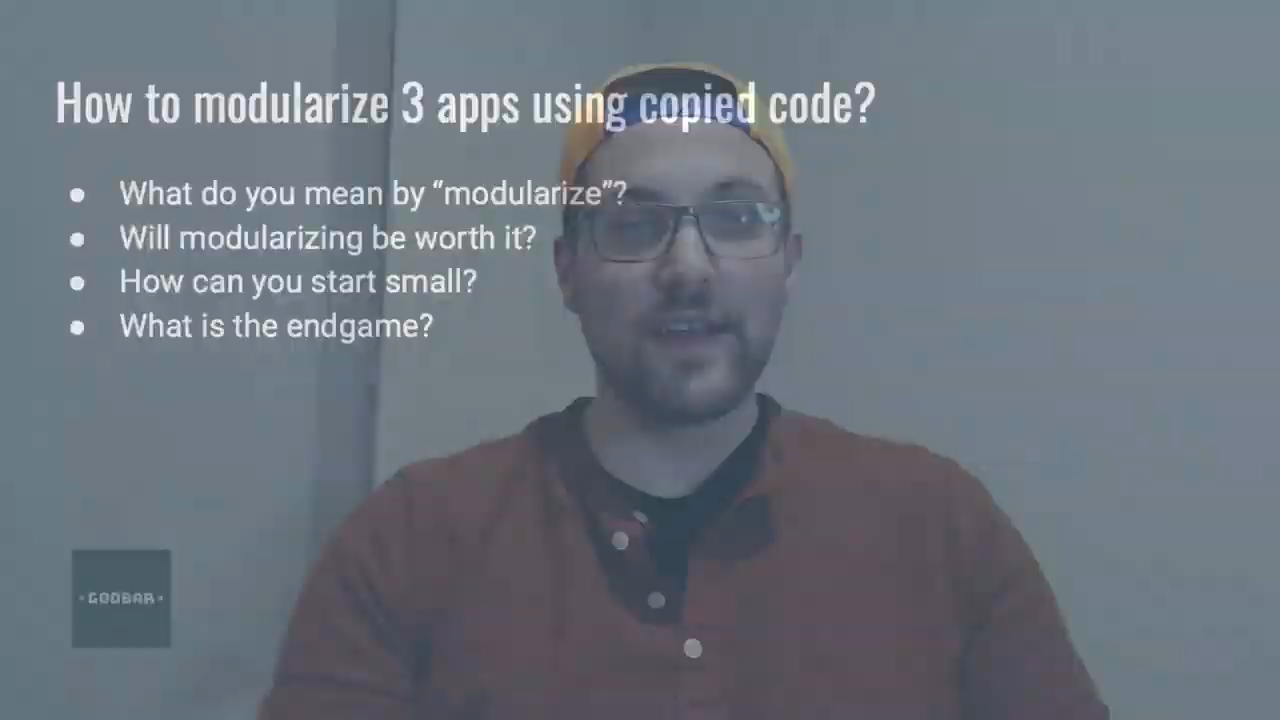 How to modularize 3 apps using copied code?
● What do you mean by “modularize”?
● Will modularizing be worth it?
● How can you start small?
● What is the endgame?
·GOOBAR·